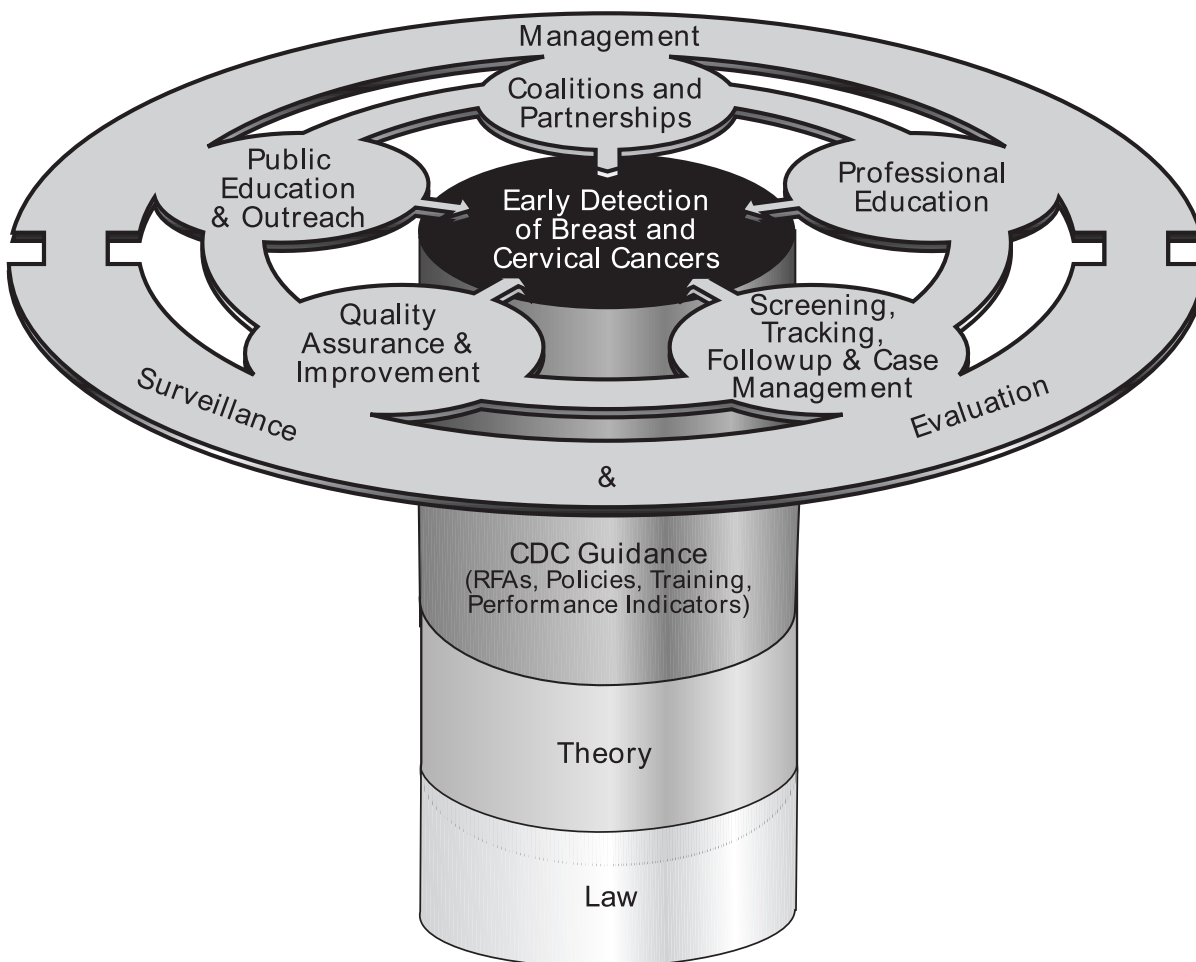 Management
Coalitions and
Partnerships
Public
Education
& Outreach
Professional
Education
Early Detection
of Breast and
Cervical Cancers
Quality
Assurance &
Improvement
Screening,
Tracking,
Followup & Case
Management
Surveillance
&
Evaluation
CDC Guidance
(RFAs, Policies, Training,
Performance Indicators)
Theory
Law